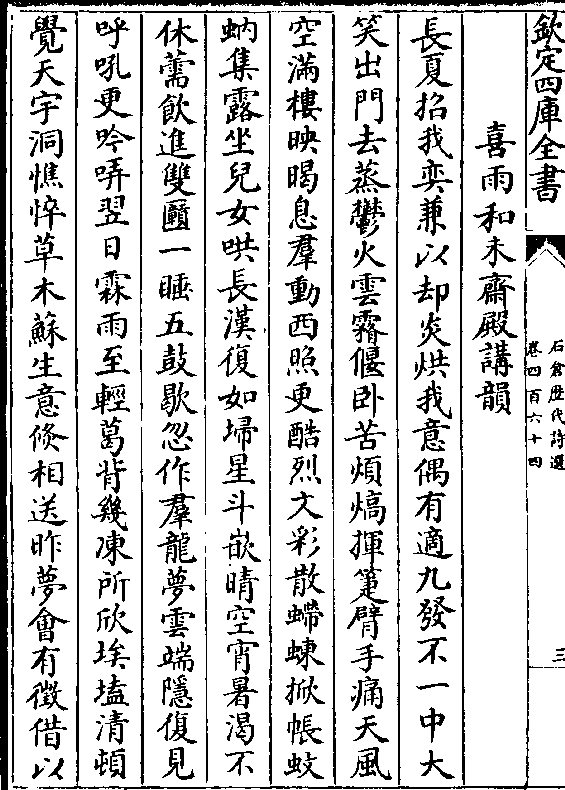 欽定四庫全書
石倉歴代詩選
卷四百六十四
三
喜雨和未齋殿講韻
長夏招我奕兼以却炎烘我意偶有適九發不一中大
笑出門去蒸鬱火雲霿偃卧苦煩熇揮箑臂手痛天風
空滿樓映暍息羣動西照更酷烈文彩散螮蝀掀帳蚊
蚋集露坐兒女哄長漢復如埽星斗嵌晴空宵暑渴不
休薷飲進雙匲一睡五鼓歇忽作羣龍夢雲端隱復見
呼吼更吟哢翌日霖雨至輕葛背幾凍所欣埃𡏖清頓
覺天宇洞憔悴草木蘇生意倏相送昨夢會有徵借以